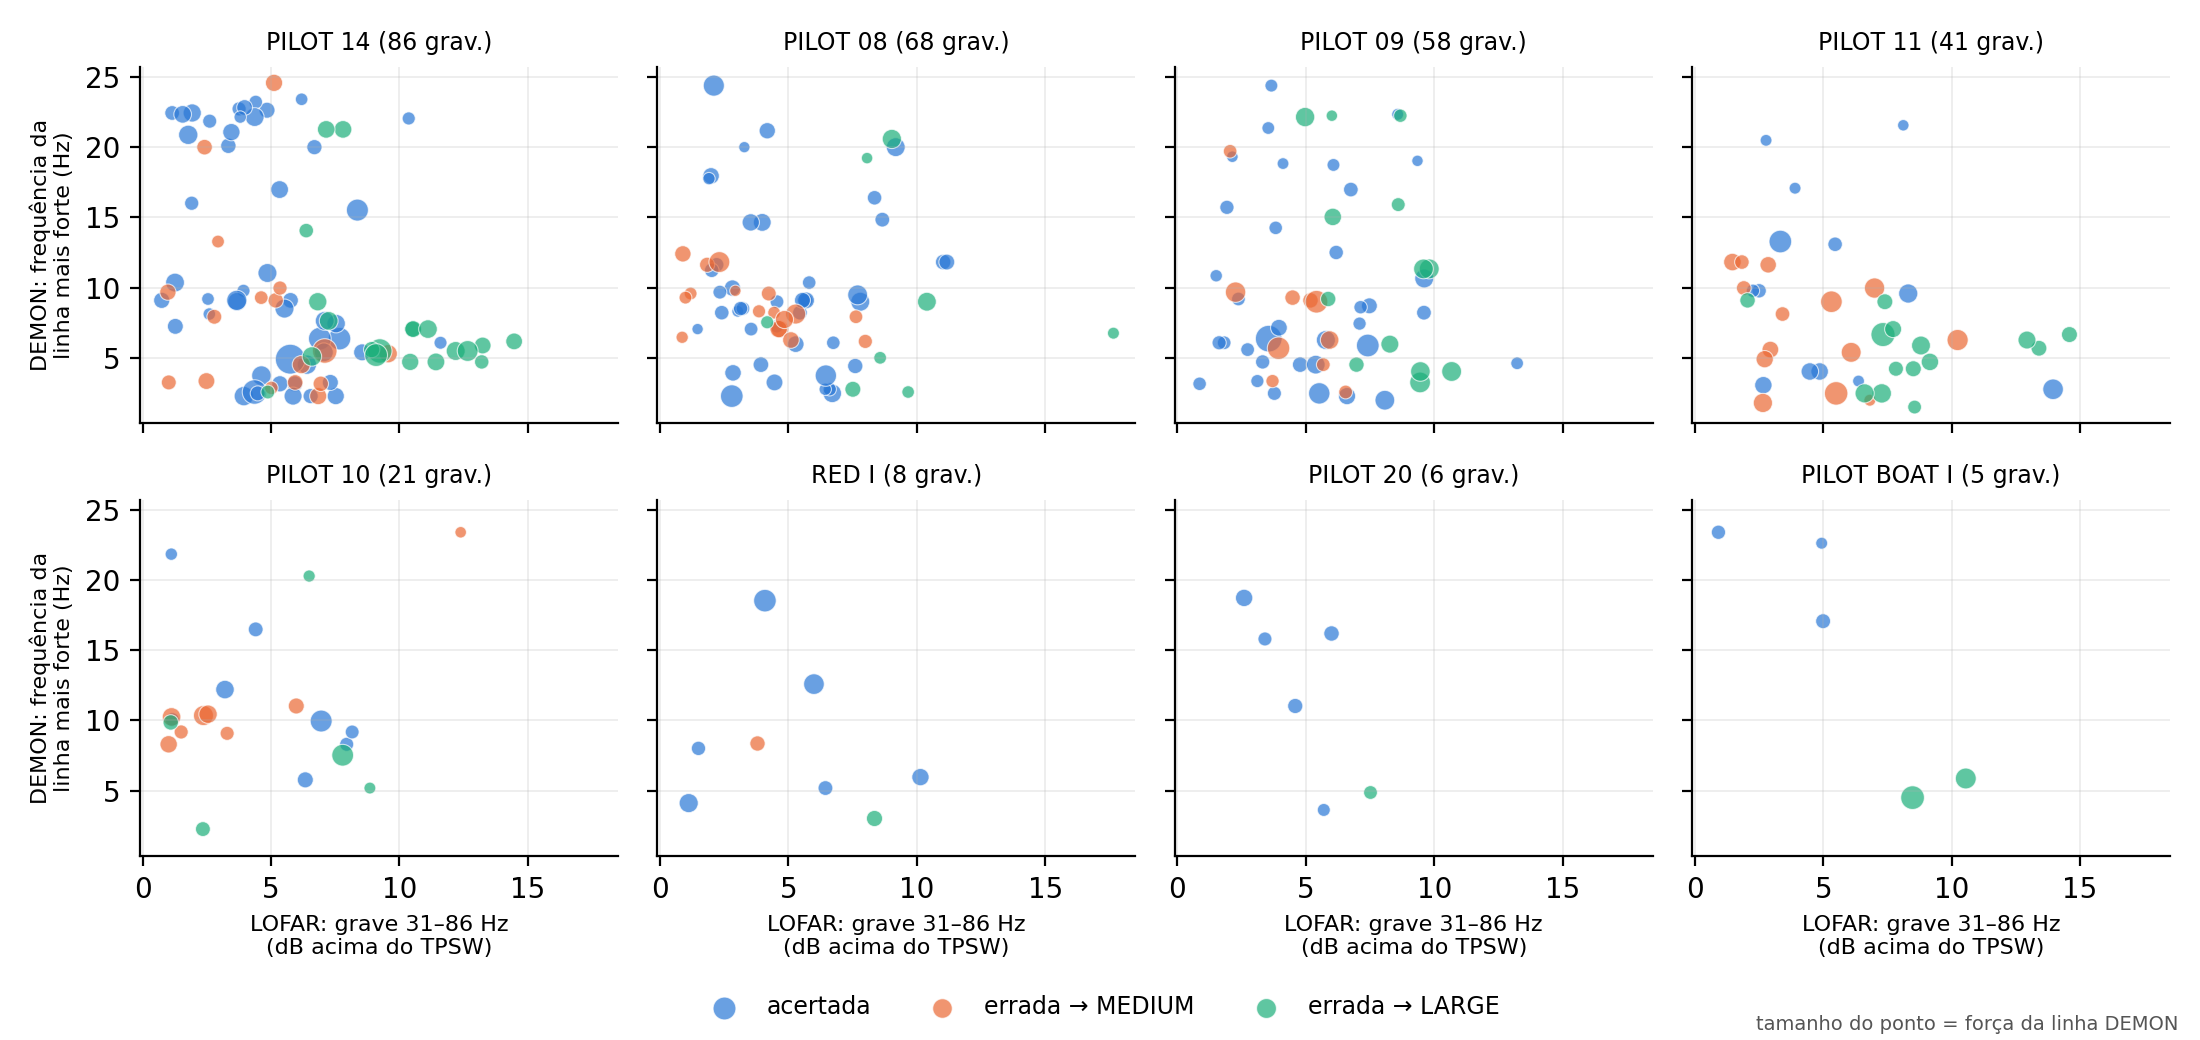 PILOT 14 (86 grav.)
PILOT 08 (68 grav.)
PILOT 09 (58 grav.)
PILOT 11 (41 grav.)
DEMON: frequência da
linha mais forte (Hz)
25
20
15
10
5
PILOT 10 (21 grav.)
RED I (8 grav.)
PILOT 20 (6 grav.)
PILOT BOAT I (5 grav.)
DEMON: frequência da
linha mais forte (Hz)
25
20
15
10
5
0 5 10 15
0 5 10 15
0 5 10 15
0 5 10 15
LOFAR: grave 31–86 Hz
(dB acima do TPSW)
LOFAR: grave 31–86 Hz
(dB acima do TPSW)
LOFAR: grave 31–86 Hz
(dB acima do TPSW)
LOFAR: grave 31–86 Hz
(dB acima do TPSW)
acertada
errada → MEDIUM
errada → LARGE
tamanho do ponto = força da linha DEMON